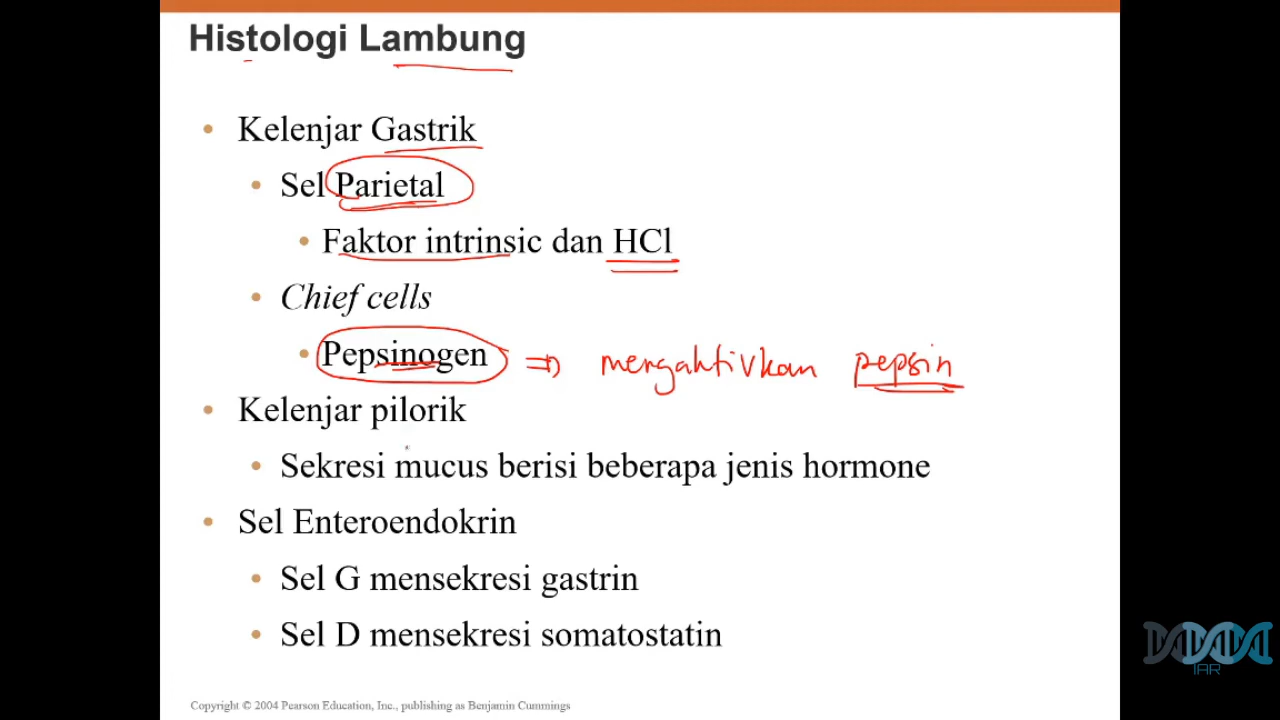 Histologi Lambung
• Kelenjar Gastrik
• Sel Parietal
• Faktor intrinsic dan HCl
• Chief cells
• Pepsinogen ⇒ mengaktivkan pepsin
• Kelenjar pilorik
• Sekresi mucus berisi beberapa jenis hormone
• Sel Enteroendokrin
• Sel G mensekresi gastrin
• Sel D mensekresi somatostatin
IAR
Copyright © 2004 Pearson Education, Inc., publishing as Benjamin Cummings